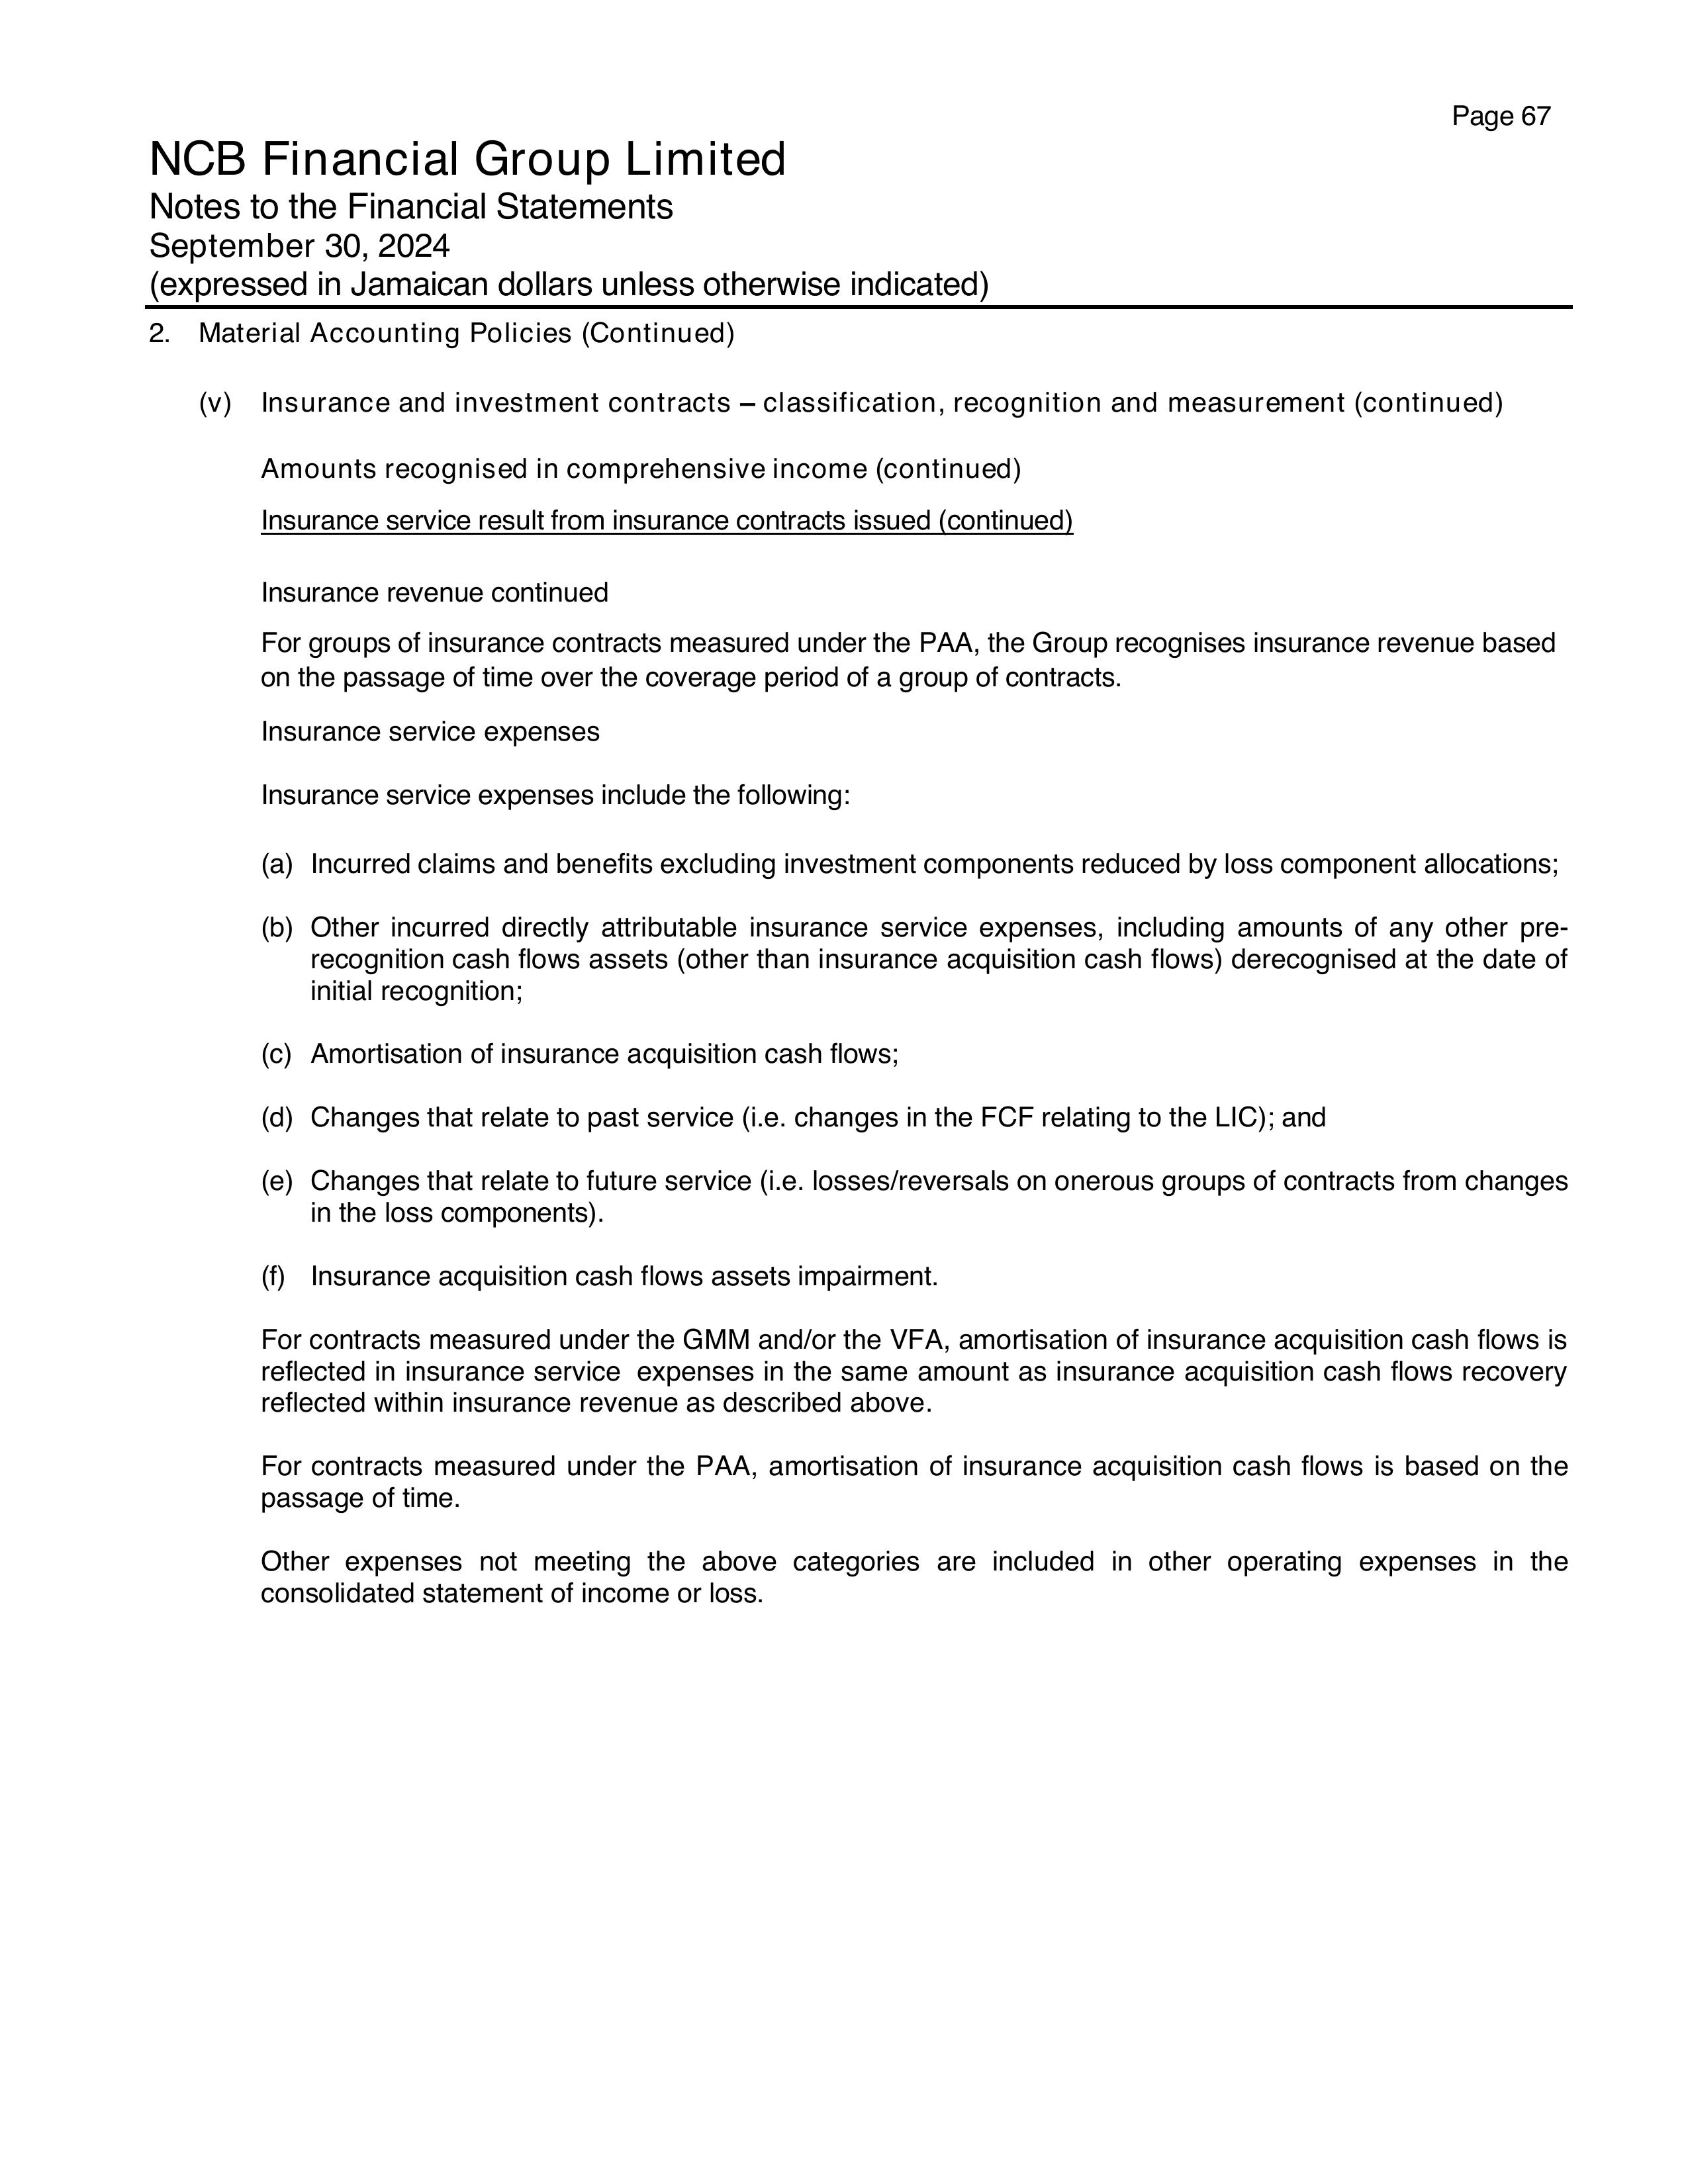 Page 67
NCB Financial Group Limited
Notes to the Financial Statements
September 30, 2024
(expressed in Jamaican dollars unless otherwise indicated)
2. Material Accounting Policies (Continued)
(v) Insurance and investment contracts – classification, recognition and measurement (continued)
Amounts recognised in comprehensive income (continued)
Insurance service result from insurance contracts issued (continued)
Insurance revenue continued
For groups of insurance contracts measured under the PAA, the Group recognises insurance revenue based
on the passage of time over the coverage period of a group of contracts.
Insurance service expenses
Insurance service expenses include the following:
(a) Incurred claims and benefits excluding investment components reduced by loss component allocations;
(b) Other incurred directly attributable insurance service expenses, including amounts of any other pre-
recognition cash flows assets (other than insurance acquisition cash flows) derecognised at the date of
initial recognition;
(c) Amortisation of insurance acquisition cash flows;
(d) Changes that relate to past service (i.e. changes in the FCF relating to the LIC); and
(e) Changes that relate to future service (i.e. losses/reversals on onerous groups of contracts from changes
in the loss components).
(f) Insurance acquisition cash flows assets impairment.
For contracts measured under the GMM and/or the VFA, amortisation of insurance acquisition cash flows is
reflected in insurance service expenses in the same amount as insurance acquisition cash flows recovery
reflected within insurance revenue as described above.
For contracts measured under the PAA, amortisation of insurance acquisition cash flows is based on the
passage of time.
Other expenses not meeting the above categories are included in other operating expenses in the
consolidated statement of income or loss.